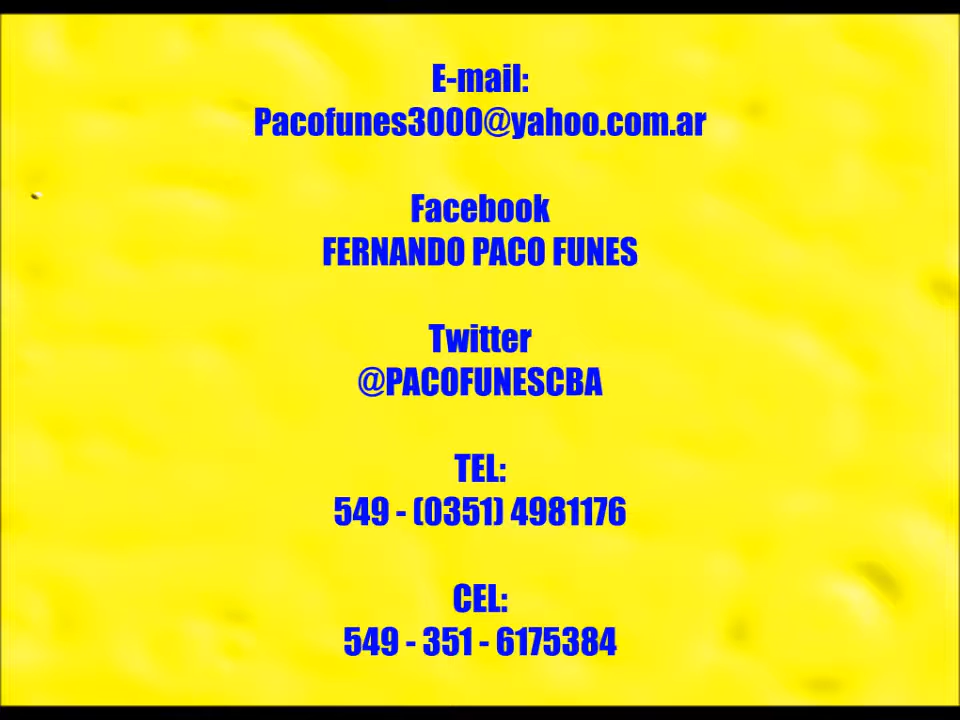 E-mail:
Pacofunes3000@yahoo.com.ar
Facebook
FERNANDO PACO FUNES
Twitter
@PACOFUNESCBA
TEL:
549 - (0351) 4981176
CEL:
549 - 351 - 6175384